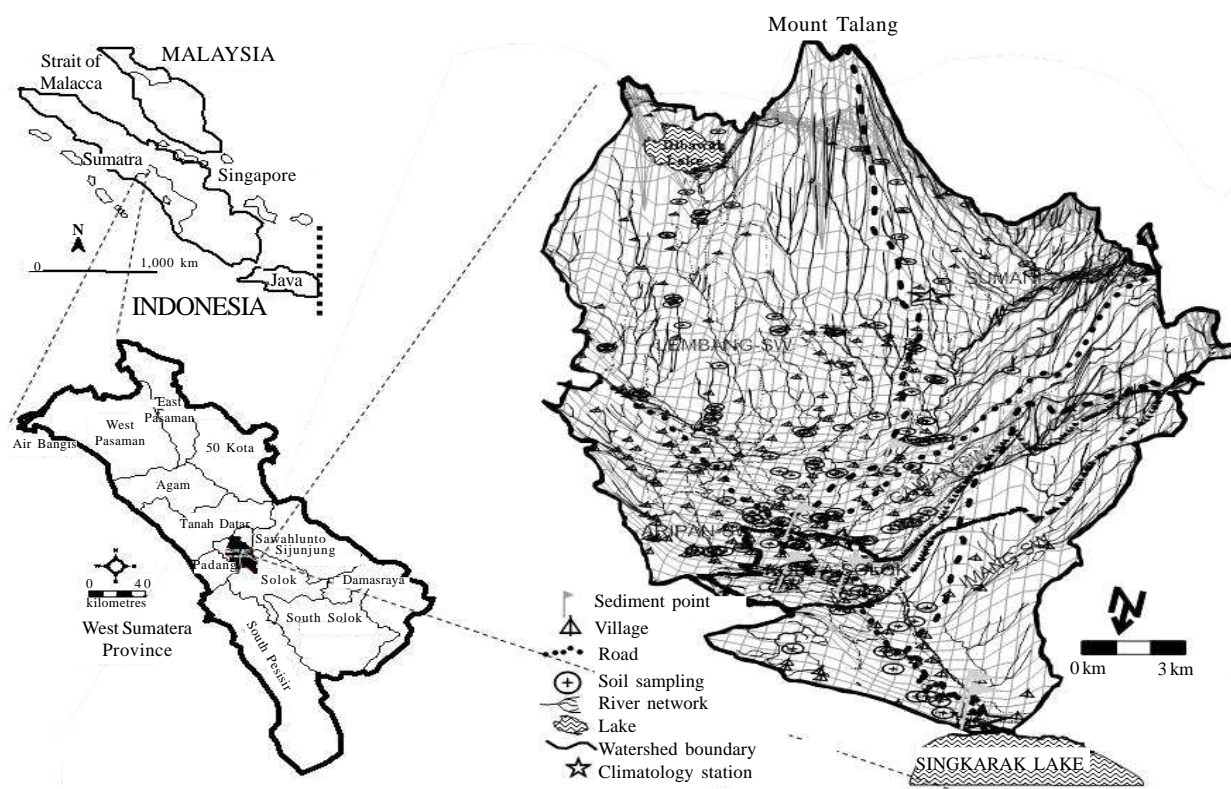 Mount Talang
MALAYSIA
Strait of
Malacca
Sumatra
Singapore
N
0 1,000 km
Java
INDONESIA
Lake
SUMANI
LEMBANG-SW
East
Pasaman
West
Pasaman
Air Bangis
50 Kota
Agam
Tanah Datar
Sawahlunto
Sijunjung
Padang
Solok
Damasraya
South Solok
South Pesisir
0 40
kilometres
West Sumatera
Province
Sediment point
Village
Road
Soil sampling
River network
Lake
Watershed boundary
Climatology station
N
0 km 3 km
SINGKARAK LAKE